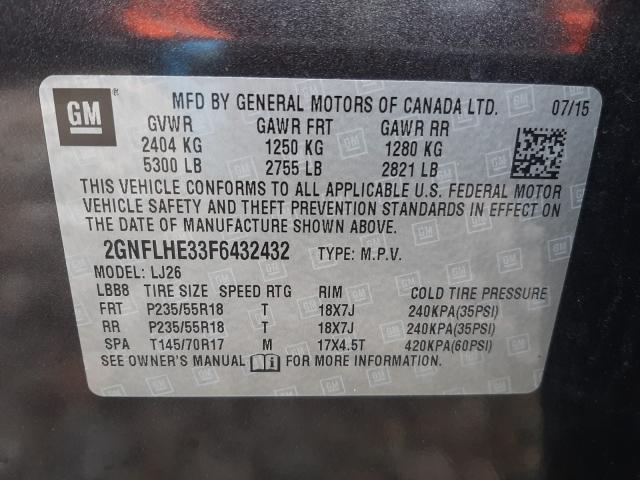 GM ®
MFD BY GENERAL MOTORS OF CANADA LTD. 07/15
GVWR GAWR FRT GAWR RR
2404 KG 1250 KG 1280 KG
5300 LB 2755 LB 2821 LB
THIS VEHICLE CONFORMS TO ALL APPLICABLE U.S. FEDERAL MOTOR
VEHICLE SAFETY AND THEFT PREVENTION STANDARDS IN EFFECT ON
THE DATE OF MANUFACTURE SHOWN ABOVE.
2GNFLHE33F6432432 TYPE: M.P.V.
MODEL: LJ26
LBB8 TIRE SIZE SPEED RTG RIM COLD TIRE PRESSURE
FRT P235/55R18 T 18X7J 240KPA(35PSI)
RR P235/55R18 T 18X7J 240KPA(35PSI)
SPA T145/70R17 M 17X4.5T 420KPA(60PSI)
SEE OWNER'S MANUAL FOR MORE INFORMATION.